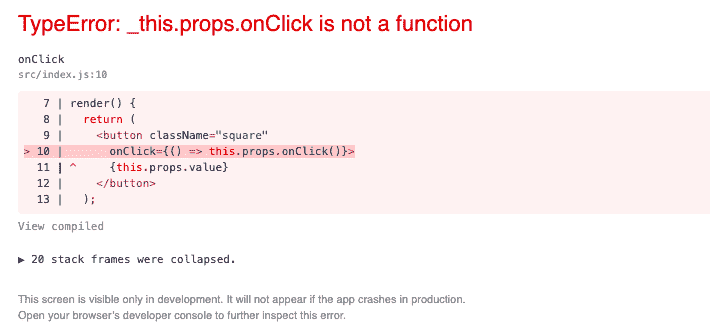 TypeError: _this.props.onClick is not a function
onClick
src/index.js:10
7 | render() {
8 |   return (
9 |     <button className="square"
> 10 |       onClick={() => this.props.onClick()}>
11 | ^     {this.props.value}
12 |     </button>
13 |   );
View compiled
▶ 20 stack frames were collapsed.
This screen is visible only in development. It will not appear if the app crashes in production.
Open your browser's developer console to further inspect this error.